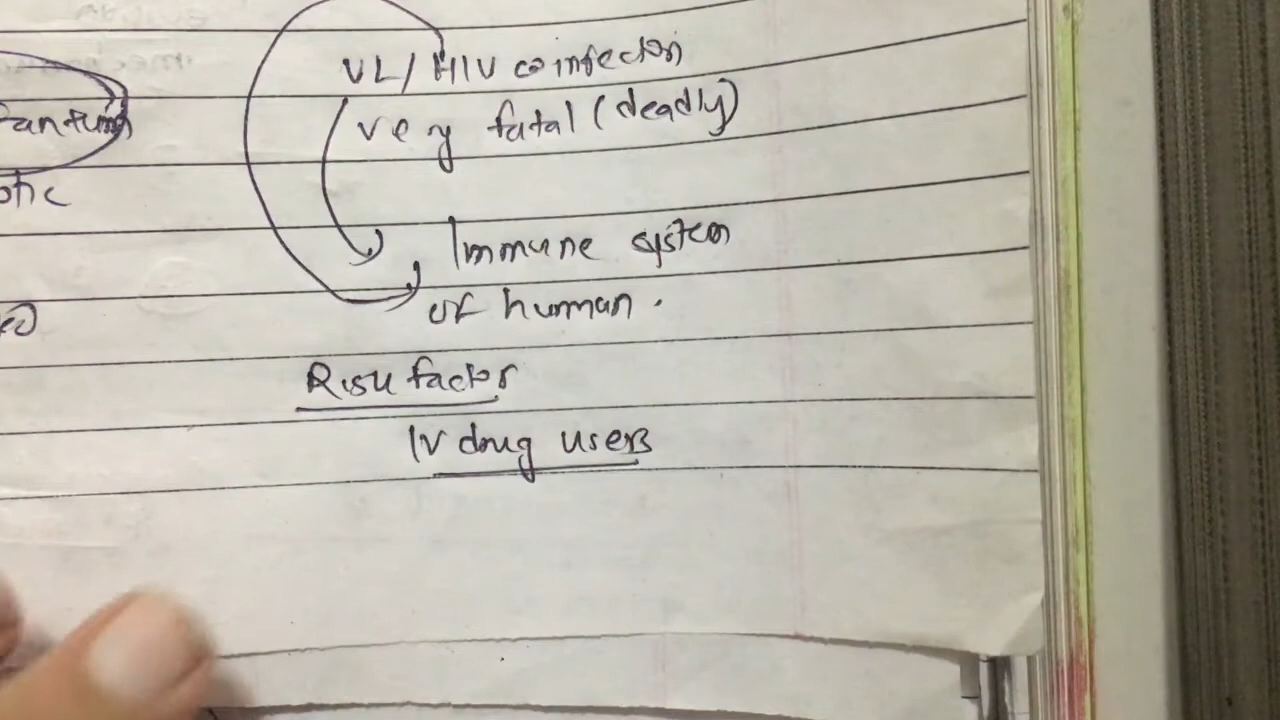 VL/HIV coinfection
very fatal (deadly)
Immune system
of human.
Risk factor
IV drug users